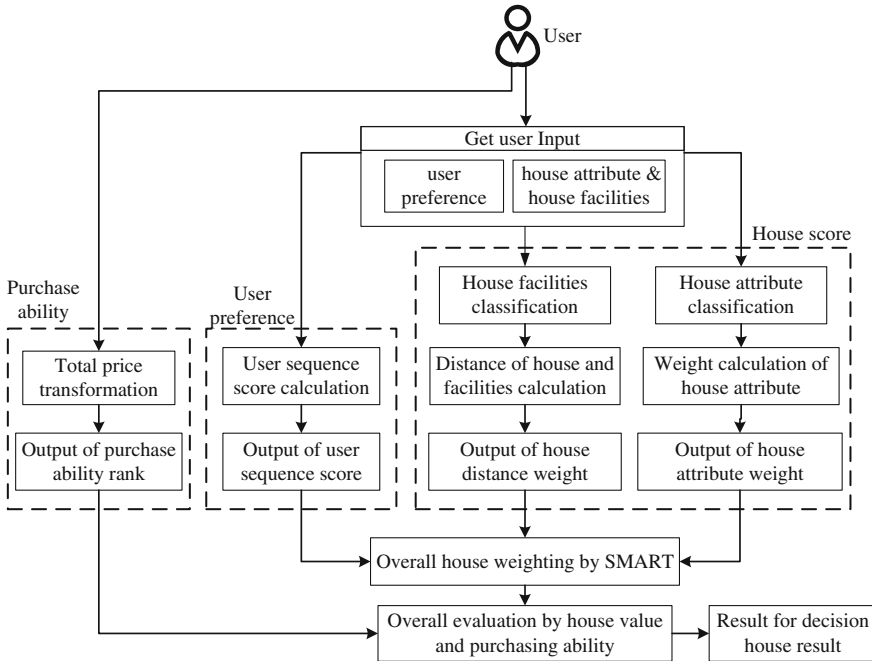 User
Get user Input
user
preference
house attribute &
house facilities
House score
Purchase
ability
User
preference
House facilities
classification
House attribute
classification
Total price
transformation
User sequence
score calculation
Distance of house and
facilities calculation
Weight calculation of
house attribute
Output of purchase
ability rank
Output of user
sequence score
Output of house
distance weight
Output of house
attribute weight
Overall house weighting by SMART
Overall evaluation by house value
and purchasing ability
Result for decision
house result